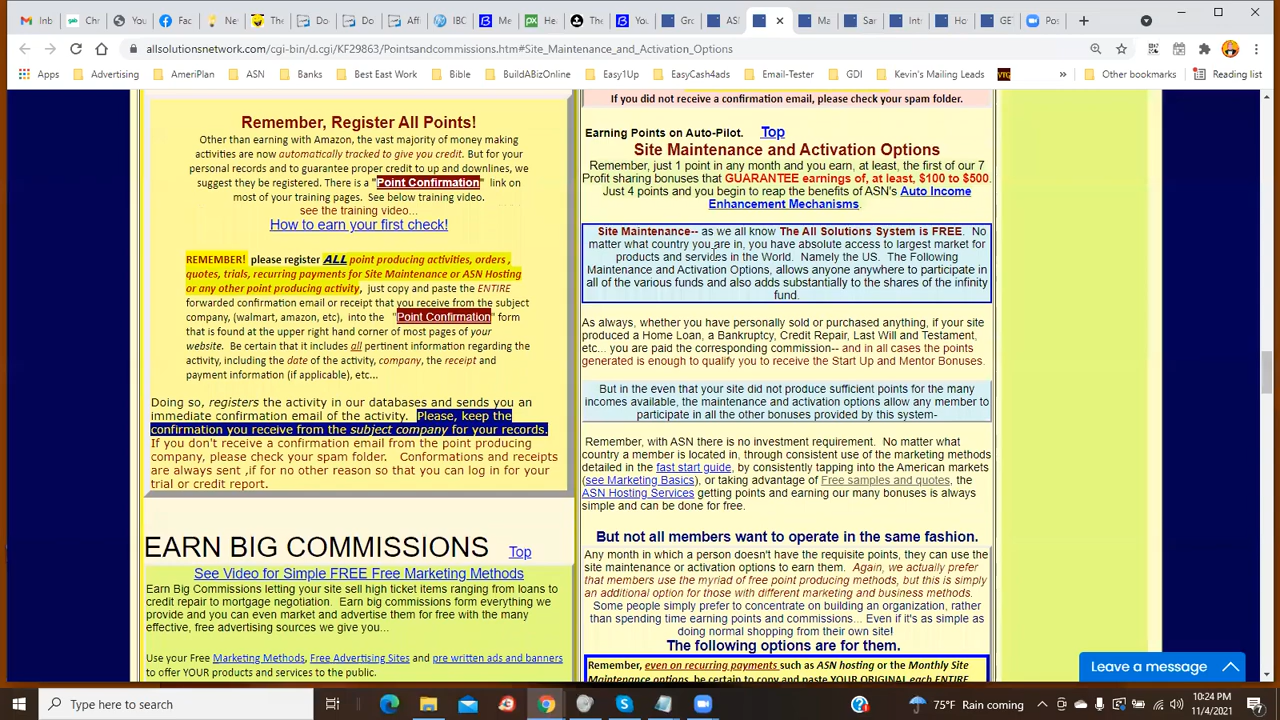 Inb
Chr
You
Fac
Ne
The
Do
Do
Aff
IBC
Me
He
The
You
Gre
ASN
Ma
Sar
Int
Ho
GE
Pos
allsolutionsnetwork.com/cgi-bin/d.cgi/KF29863/Pointsandcommissions.htm#Site_Maintenance_and_Activation_Options
Apps
Advertising
AmeriPlan
ASN
Banks
Best East Work
Bible
BuildABizOnline
Easy1Up
EasyCash4ads
Email-Tester
GDI
Kevin's Mailing Leads
VTG
»
Other bookmarks
Reading list
Remember, Register All Points!
Other than earning with Amazon, the vast majority of money making
activities are now automatically tracked to give you credit. But for your
personal records and to guarantee proper credit to up and downlines, we
suggest they be registered. There is a "Point Confirmation" link on
most of your training pages. See below training video.
see the training video...
How to earn your first check!
REMEMBER! please register ALL point producing activities, orders ,
quotes, trials, recurring payments for Site Maintenance or ASN Hosting
or any other point producing activity, just copy and paste the ENTIRE
forwarded confirmation email or receipt that you receive from the subject
company, (walmart, amazon, etc), into the "Point Confirmation" form
that is found at the upper right hand corner of most pages of your
website. Be certain that it includes all pertinent information regarding the
activity, including the date of the activity, company, the receipt and
payment information (if applicable), etc...
Doing so, registers the activity in our databases and sends you an
immediate confirmation email of the activity. Please, keep the
confirmation you receive from the subject company for your records.
If you don't receive a confirmation email from the point producing
company, please check your spam folder. Conformations and receipts
are always sent ,if for no other reason so that you can log in for your
trial or credit report.
EARN BIG COMMISSIONS Top
See Video for Simple FREE Free Marketing Methods
Earn Big Commissions letting your site sell high ticket items ranging from loans to
credit repair to mortgage negotiation. Earn big commissions form everything we
provide and you can even market and advertise them for free with the many
effective, free advertising sources we give you...
Use your Free Marketing Methods, Free Advertising Sites and pre written ads and banners
to offer YOUR products and services to the public.
If you did not receive a confirmation email, please check your spam folder.
Earning Points on Auto-Pilot. Top
Site Maintenance and Activation Options
Remember, just 1 point in any month and you earn, at least, the first of our 7
Profit sharing bonuses that GUARANTEE earnings of, at least, $100 to $500.
Just 4 points and you begin to reap the benefits of ASN's Auto Income
Enhancement Mechanisms.
Site Maintenance-- as we all know The All Solutions System is FREE. No
matter what country you are in, you have absolute access to largest market for
products and services in the World. Namely the US. The Following
Maintenance and Activation Options, allows anyone anywhere to participate in
all of the various funds and also adds substantially to the shares of the infinity
fund.
As always, whether you have personally sold or purchased anything, if your site
produced a Home Loan, a Bankruptcy, Credit Repair, Last Will and Testament,
etc... you are paid the corresponding commission-- and in all cases the points
generated is enough to qualify you to receive the Start Up and Mentor Bonuses.
But in the even that your site did not produce sufficient points for the many
incomes available, the maintenance and activation options allow any member to
participate in all the other bonuses provided by this system-
Remember, with ASN there is no investment requirement. No matter what
country a member is located in, through consistent use of the marketing methods
detailed in the fast start guide, by consistently tapping into the American markets
(see Marketing Basics), or taking advantage of Free samples and quotes, the
ASN Hosting Services getting points and earning our many bonuses is always
simple and can be done for free.
But not all members want to operate in the same fashion.
Any month in which a person doesn't have the requisite points, they can use the
site maintenance or activation options to earn them. Again, we actually prefer
that members use the myriad of free point producing methods, but this is simply
an additional option for those with different marketing and business methods.
Some people simply prefer to concentrate on building an organization, rather
than spending time earning points and commissions... Even if it's as simple as
doing normal shopping from their own site!
The following options are for them.
Remember, even on recurring payments such as ASN hosting or the Monthly Site
Maintenance options, be certain to copy and paste YOUR ORIGINAL each ENTIRE
Leave a message
Type here to search
75°F Raining coming
10:24 PM
11/4/2021